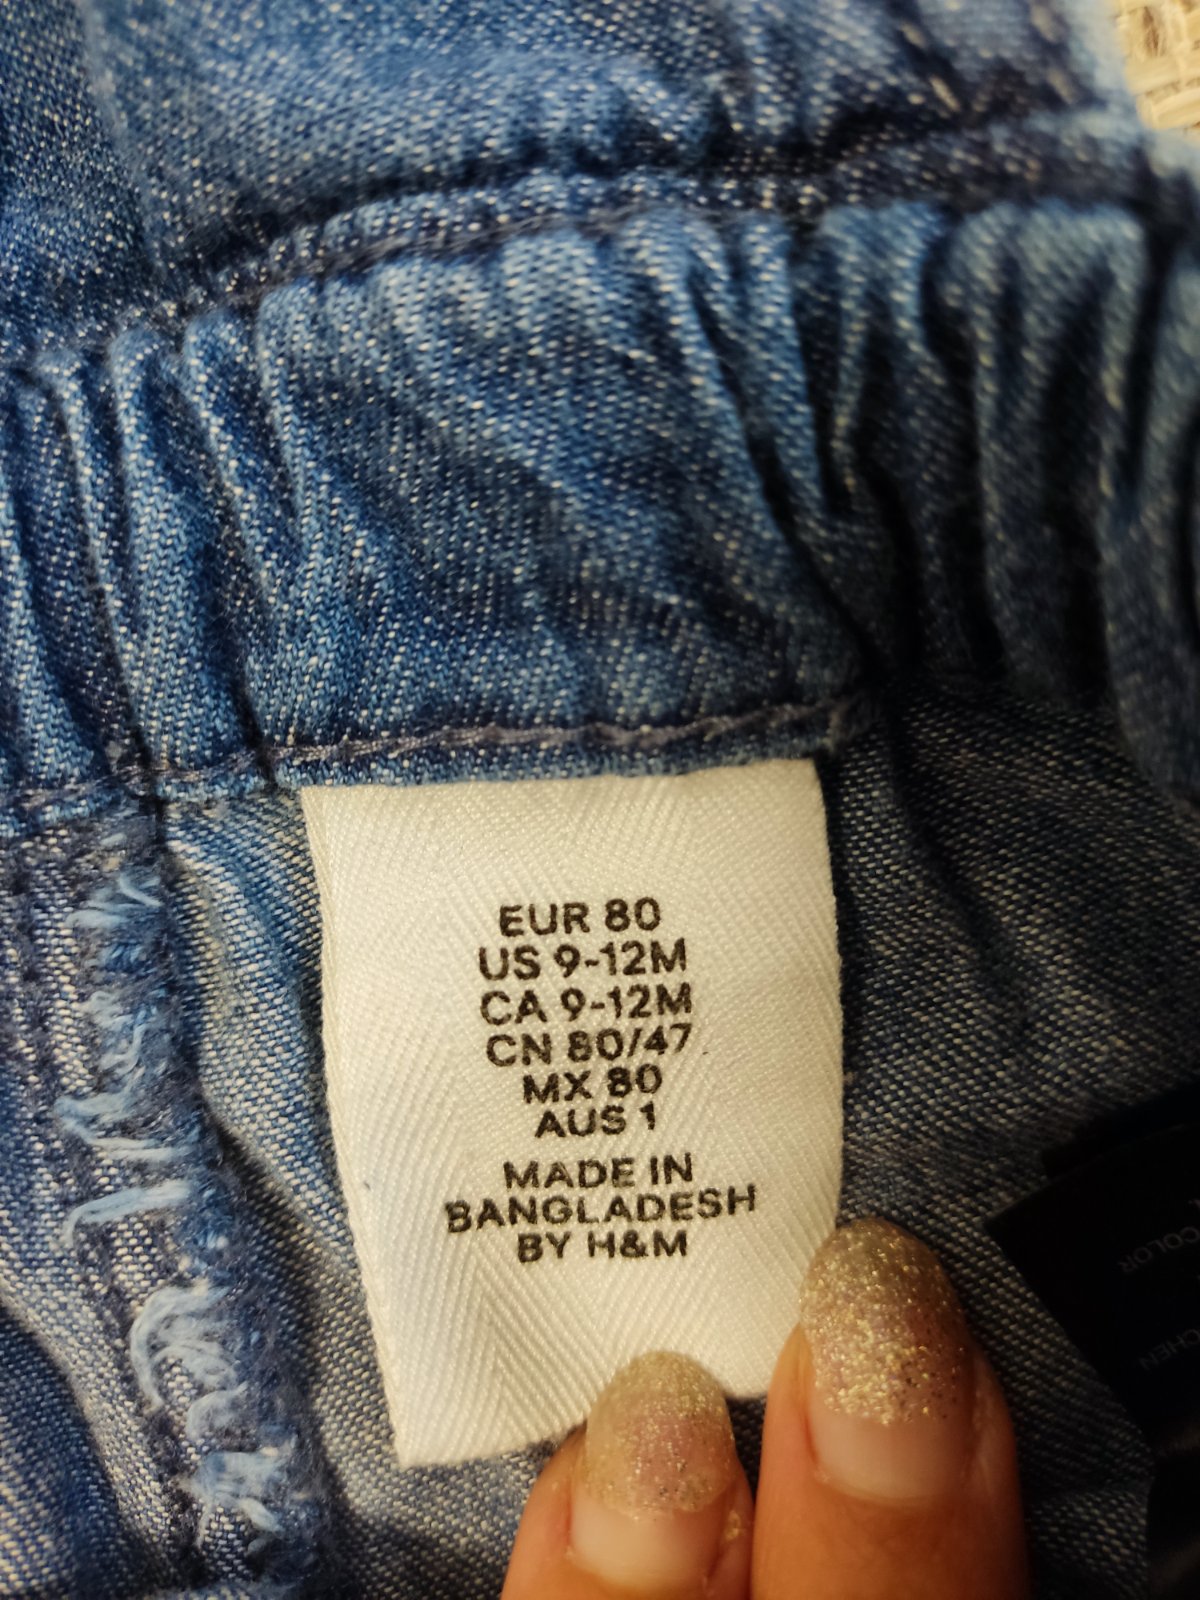 EUR 80
US 9-12M
CA 9-12M
CN 80/47
MX 80
AUS 1
MADE IN
BANGLADESH
BY H&M
COLOR